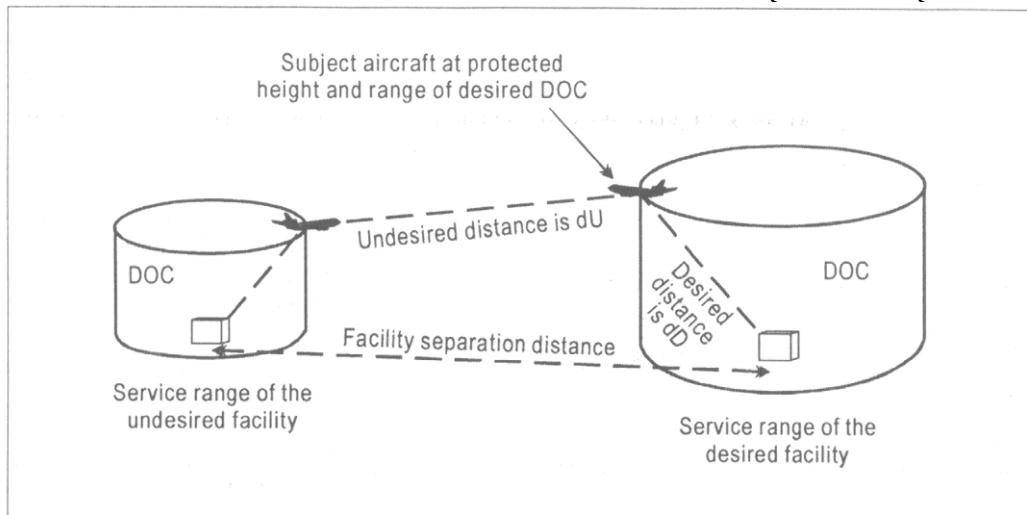 Subject aircraft at protected
height and range of desired DOC
Undesired distance is dU
DOC
DOC
Desired
distance
is dD
Facility separation distance
Service range of the
undesired facility
Service range of the
desired facility